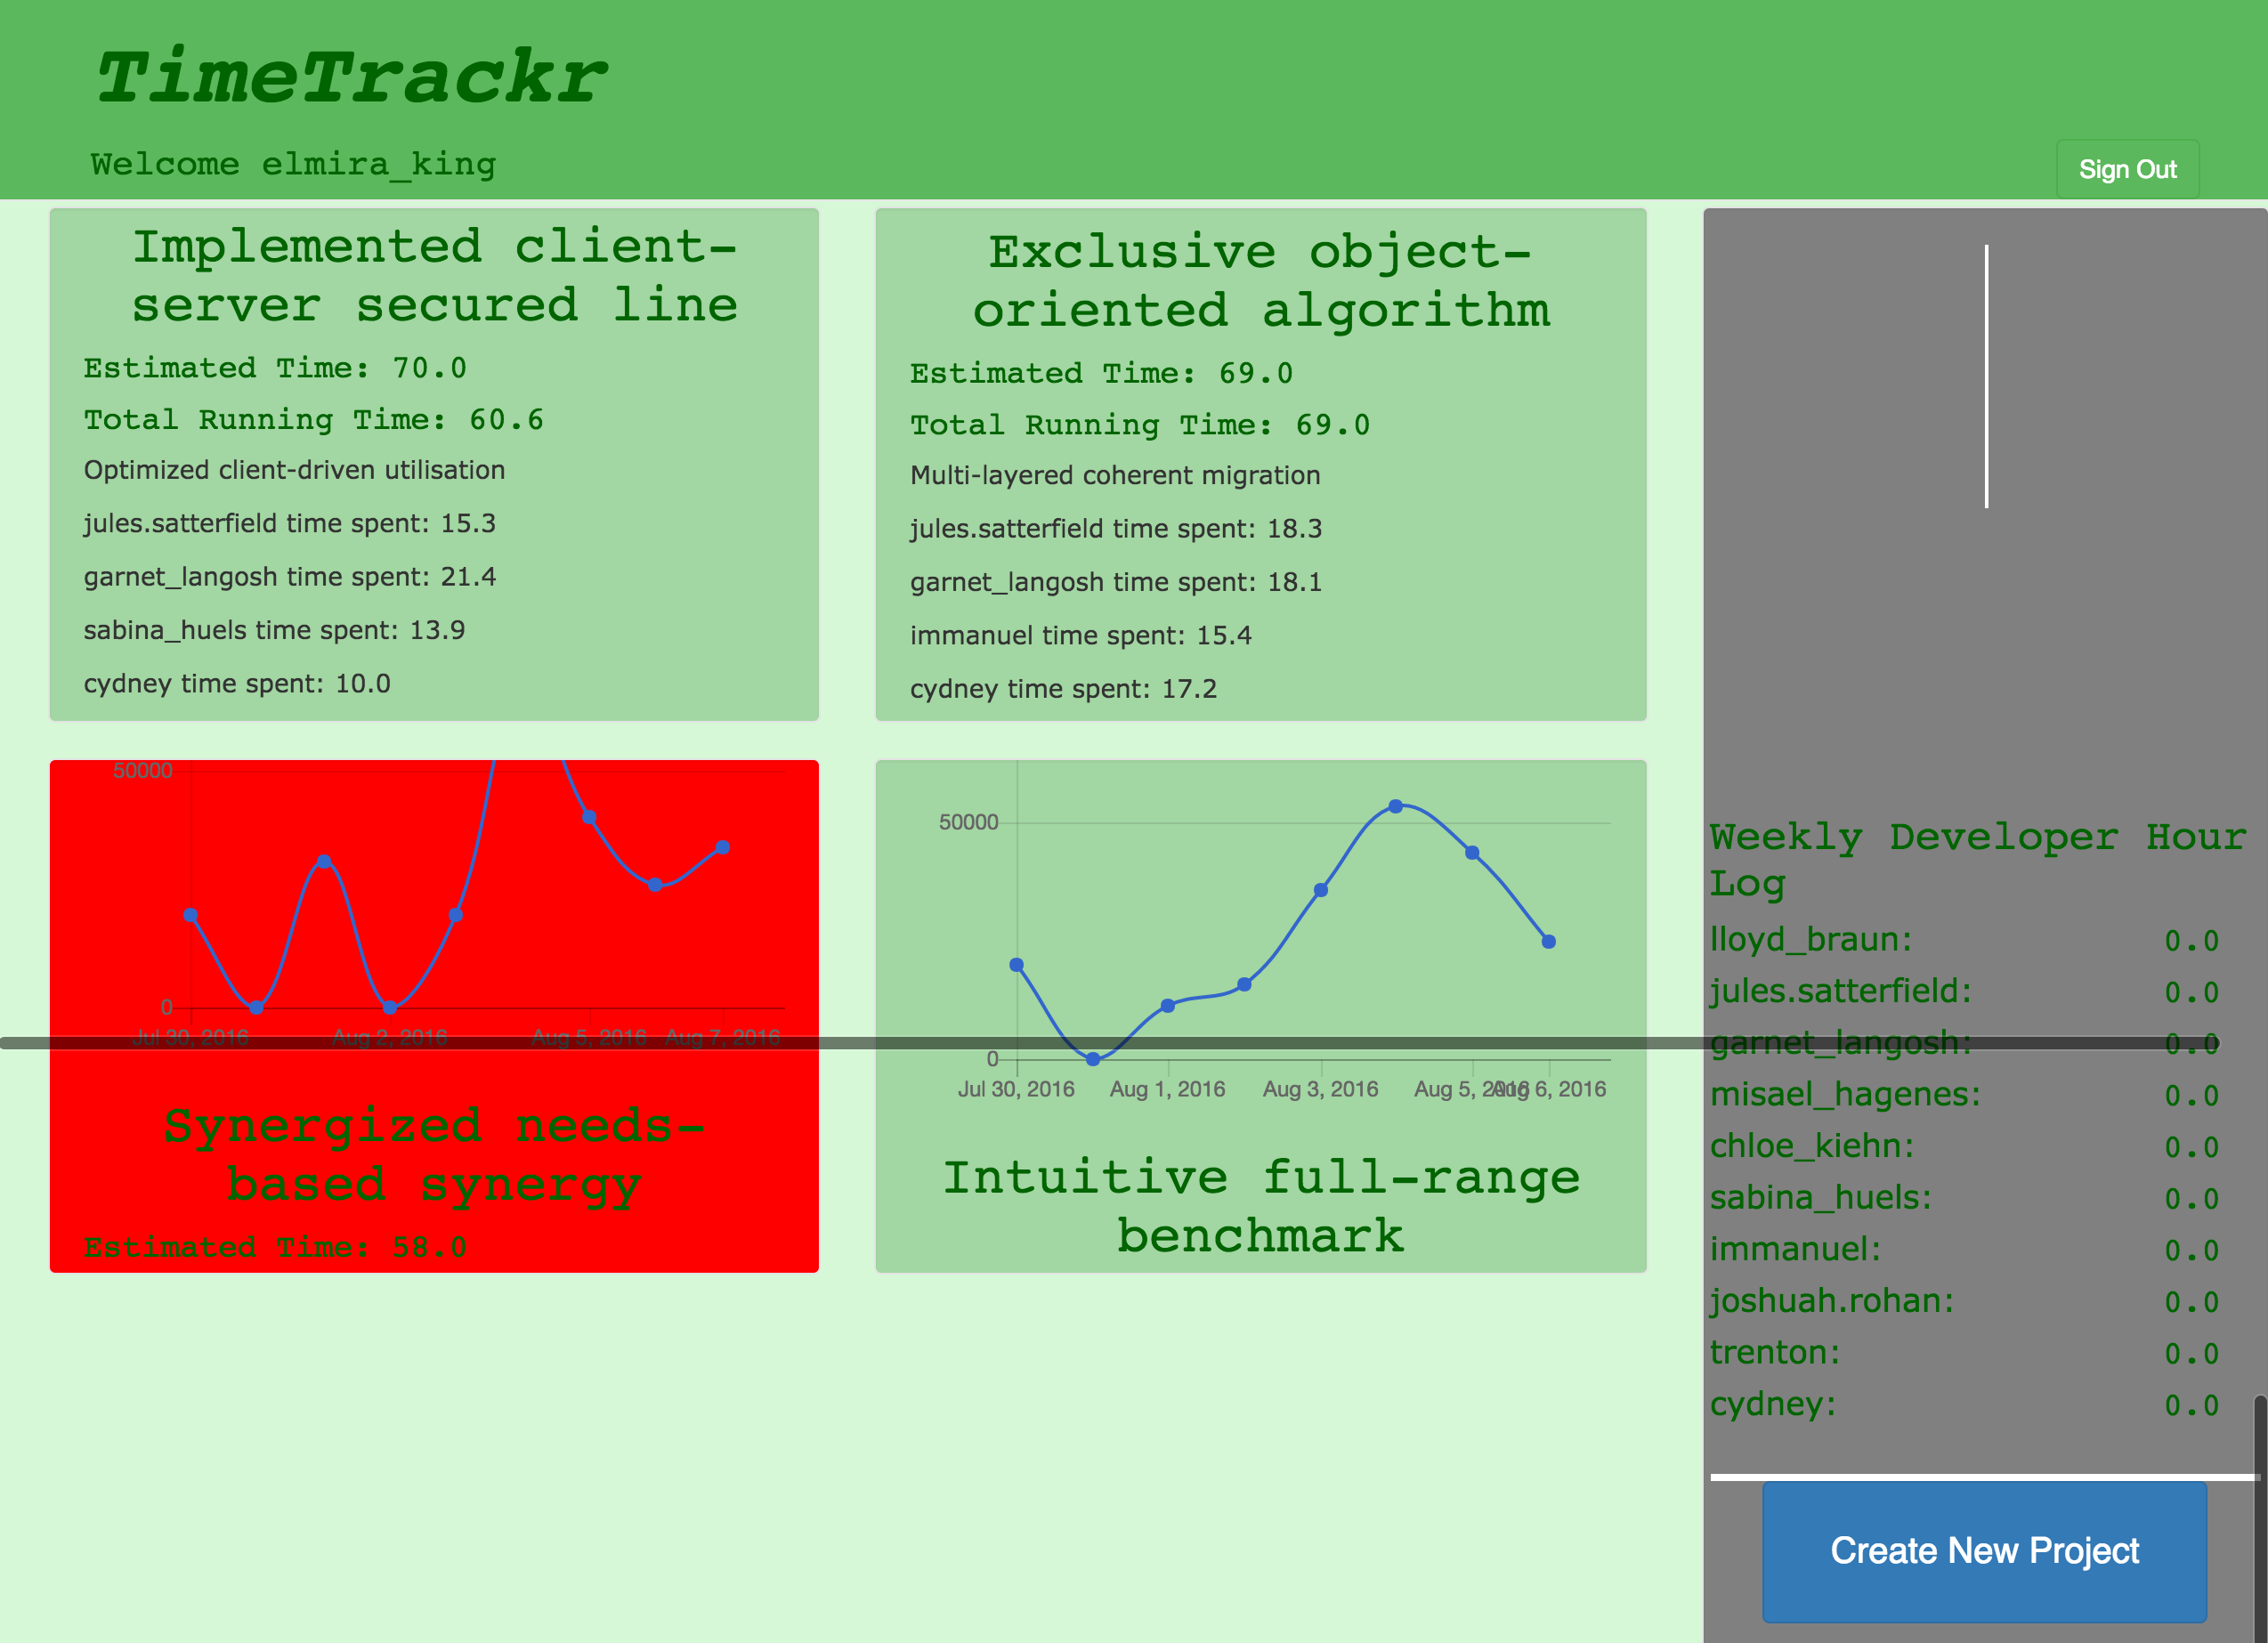 TimeTrackr
Welcome elmira_king
Sign Out
Implemented client-
server secured line
Estimated Time: 70.0
Total Running Time: 60.6
Optimized client-driven utilisation
jules.satterfield time spent: 15.3
garnet_langosh time spent: 21.4
sabina_huels time spent: 13.9
cydney time spent: 10.0
Exclusive object-
oriented algorithm
Estimated Time: 69.0
Total Running Time: 69.0
Multi-layered coherent migration
jules.satterfield time spent: 18.3
garnet_langosh time spent: 18.1
immanuel time spent: 15.4
cydney time spent: 17.2
50000
0
Jul 30, 2016 Aug 2, 2016 Aug 5, 2016 Aug 7, 2016
Synergized needs-
based synergy
Estimated Time: 58.0
50000
0
Jul 30, 2016 Aug 1, 2016 Aug 3, 2016 Aug 5, 2016 Aug 6, 2016
Intuitive full-range
benchmark
Weekly Developer Hour
Log
lloyd_braun: 0.0
jules.satterfield: 0.0
garnet_langosh: 0.0
misael_hagenes: 0.0
chloe_kiehn: 0.0
sabina_huels: 0.0
immanuel: 0.0
joshuah.rohan: 0.0
trenton: 0.0
cydney: 0.0
Create New Project